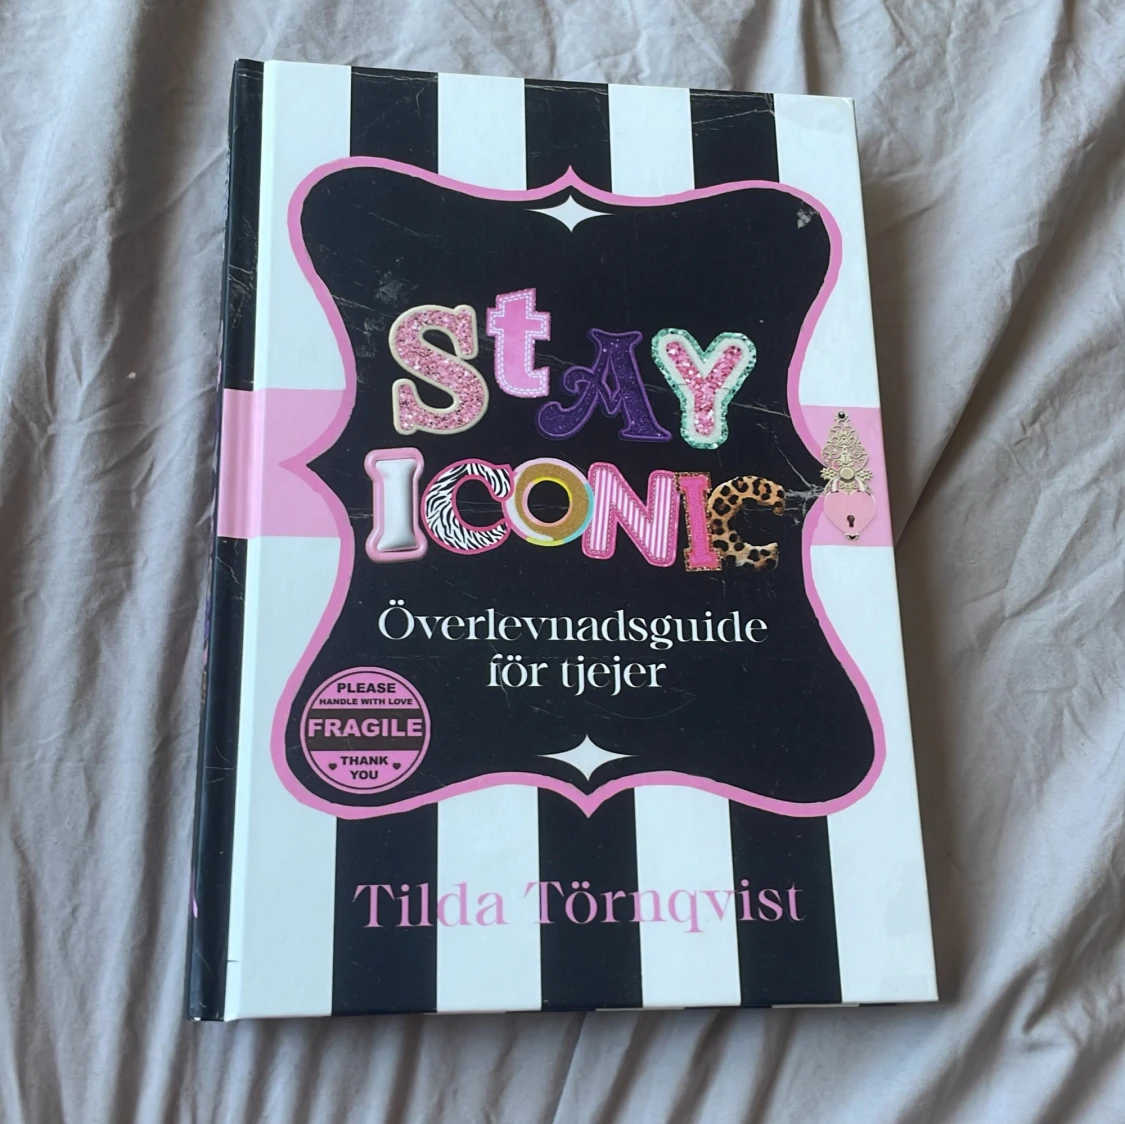 StAY
ICONIC
Överlevnadsguide
för tjejer
PLEASE
HANDLE WITH LOVE
FRAGILE
THANK
YOU
Tilda Törnqvist